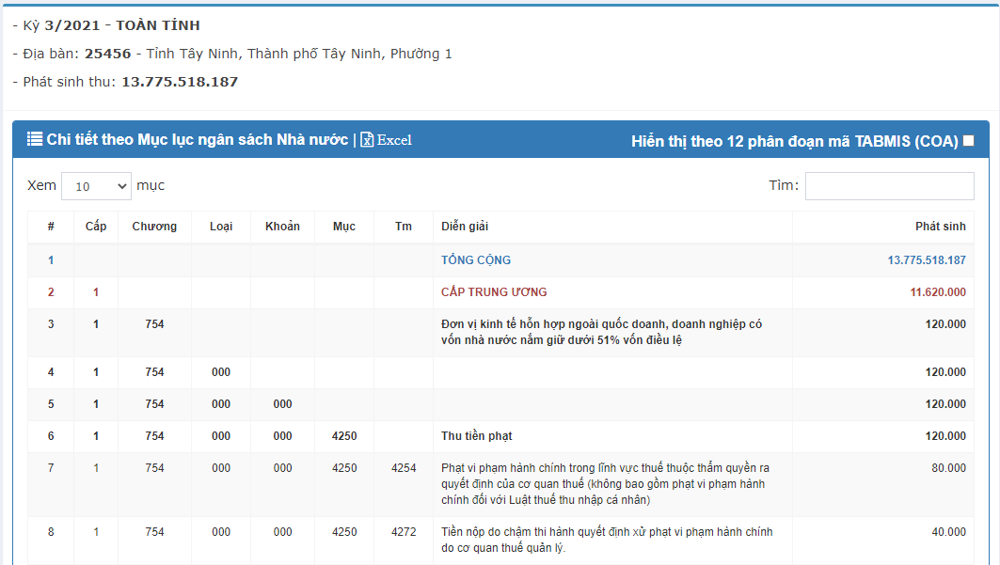 - Kỳ 3/2021 - TOÀN TỈNH
- Địa bàn: 25456 - Tỉnh Tây Ninh, Thành phố Tây Ninh, Phường 1
- Phát sinh thu: 13.775.518.187
Chi tiết theo Mục lục ngân sách Nhà nước | Excel
Hiển thị theo 12 phân đoạn mã TABMIS (COA)
Xem 10 mục
Tìm:
# Cấp Chương Loại Khoản Mục Tm Diễn giải Phát sinh
1 TỔNG CỘNG 13.775.518.187
2 1 CẤP TRUNG ƯƠNG 11.620.000
3 1 754 Đơn vị kinh tế hỗn hợp ngoài quốc doanh, doanh nghiệp có 120.000
vốn nhà nước nắm giữ dưới 51% vốn điều lệ
4 1 754 000 120.000
5 1 754 000 000 120.000
6 1 754 000 000 4250 Thu tiền phạt 120.000
7 1 754 000 000 4250 4254 Phạt vi phạm hành chính trong lĩnh vực thuế thuộc thẩm quyền ra 80.000
quyết định của cơ quan thuế (không bao gồm phạt vi phạm hành
chính đối với Luật thuế thu nhập cá nhân)
8 1 754 000 000 4250 4272 Tiền nộp do chậm thi hành quyết định xử phạt vi phạm hành chính 40.000
do cơ quan thuế quản lý.